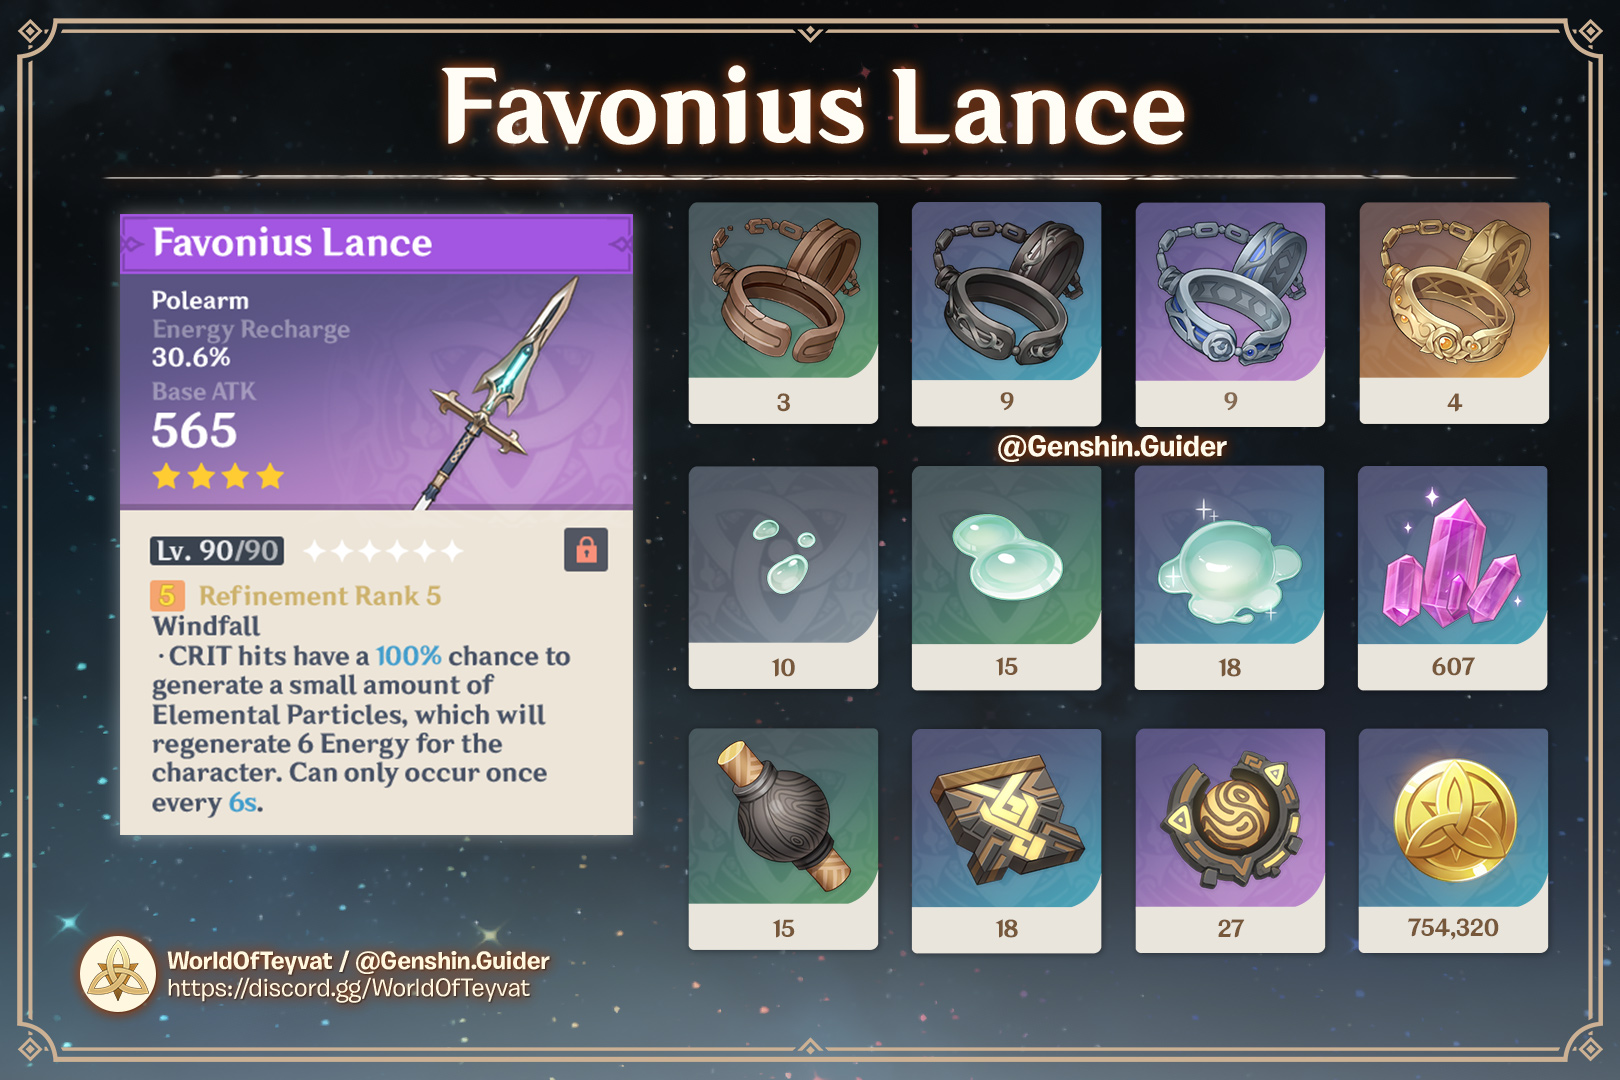 Favonius Lance
Favonius Lance
Polearm
Energy Recharge
30.6%
Base ATK
565
Lv. 90/90
5 Refinement Rank 5
Windfall
· CRIT hits have a 100% chance to
generate a small amount of
Elemental Particles, which will
regenerate 6 Energy for the
character. Can only occur once
every 6s.
3
9
9
4
@Genshin.Guider
10
15
18
607
15
18
27
754,320
WorldOfTeyvat / @Genshin.Guider
https://discord.gg/WorldOfTeyvat